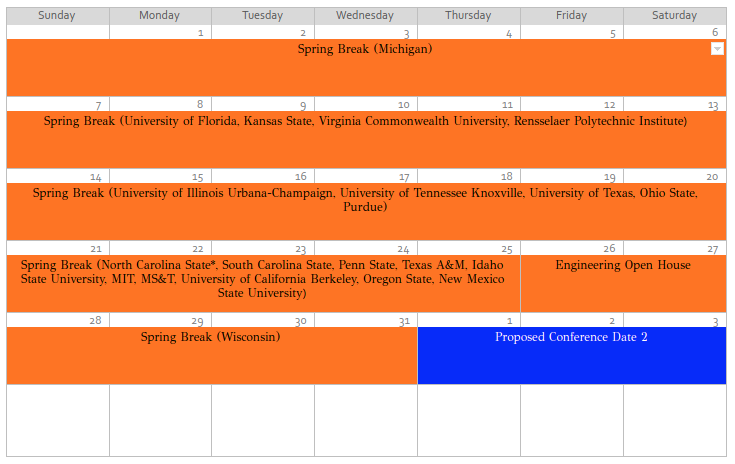 Sunday Monday Tuesday Wednesday Thursday Friday Saturday
1 2 3 4 5 6
Spring Break (Michigan)
7 8 9 10 11 12 13
Spring Break (University of Florida, Kansas State, Virginia Commonwealth University, Rensselaer Polytechnic Institute)
14 15 16 17 18 19 20
Spring Break (University of Illinois Urbana-Champaign, University of Tennessee Knoxville, University of Texas, Ohio State,
Purdue)
21 22 23 24 25 26 27
Spring Break (North Carolina State*, South Carolina State, Penn State, Texas A&M, Idaho
State University, MIT, MS&T, University of California Berkeley, Oregon State, New Mexico
State University)
Engineering Open House
28 29 30 31 1 2 3
Spring Break (Wisconsin)
Proposed Conference Date 2